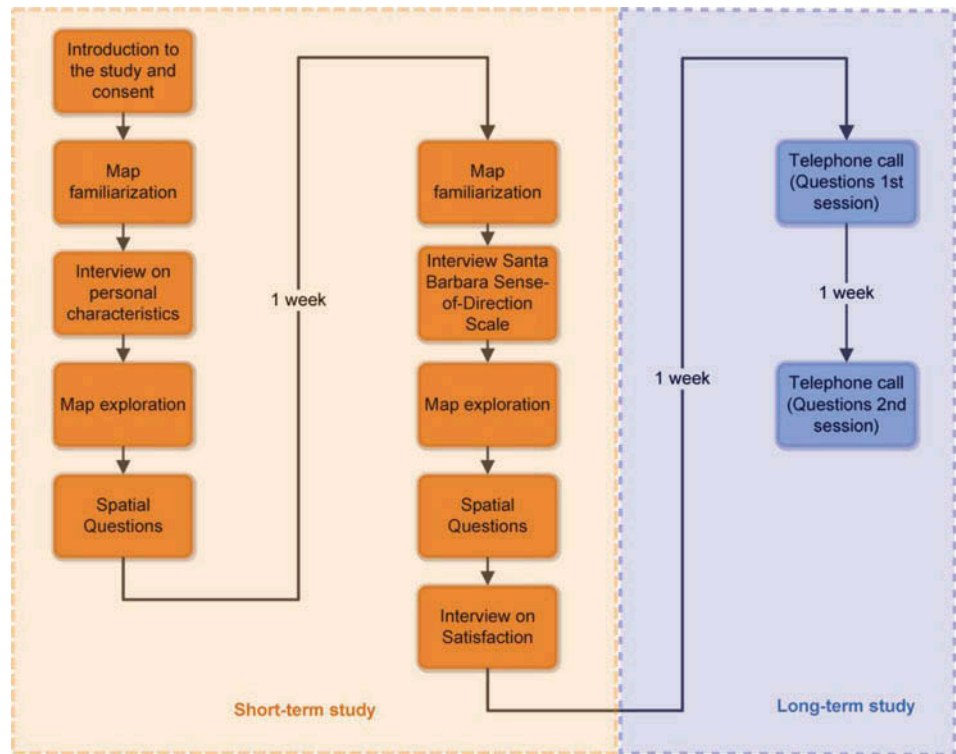 Introduction to
the study and
consent
Map
familiarization
Interview on
personal
characteristics
Map exploration
Spatial
Questions
1 week
Map
familiarization
Interview Santa
Barbara Sense-
of-Direction
Scale
Map exploration
Spatial
Questions
Interview on
Satisfaction
Short-term study
1 week
Telephone call
(Questions 1st
session)
1 week
Telephone call
(Questions 2nd
session)
Long-term study